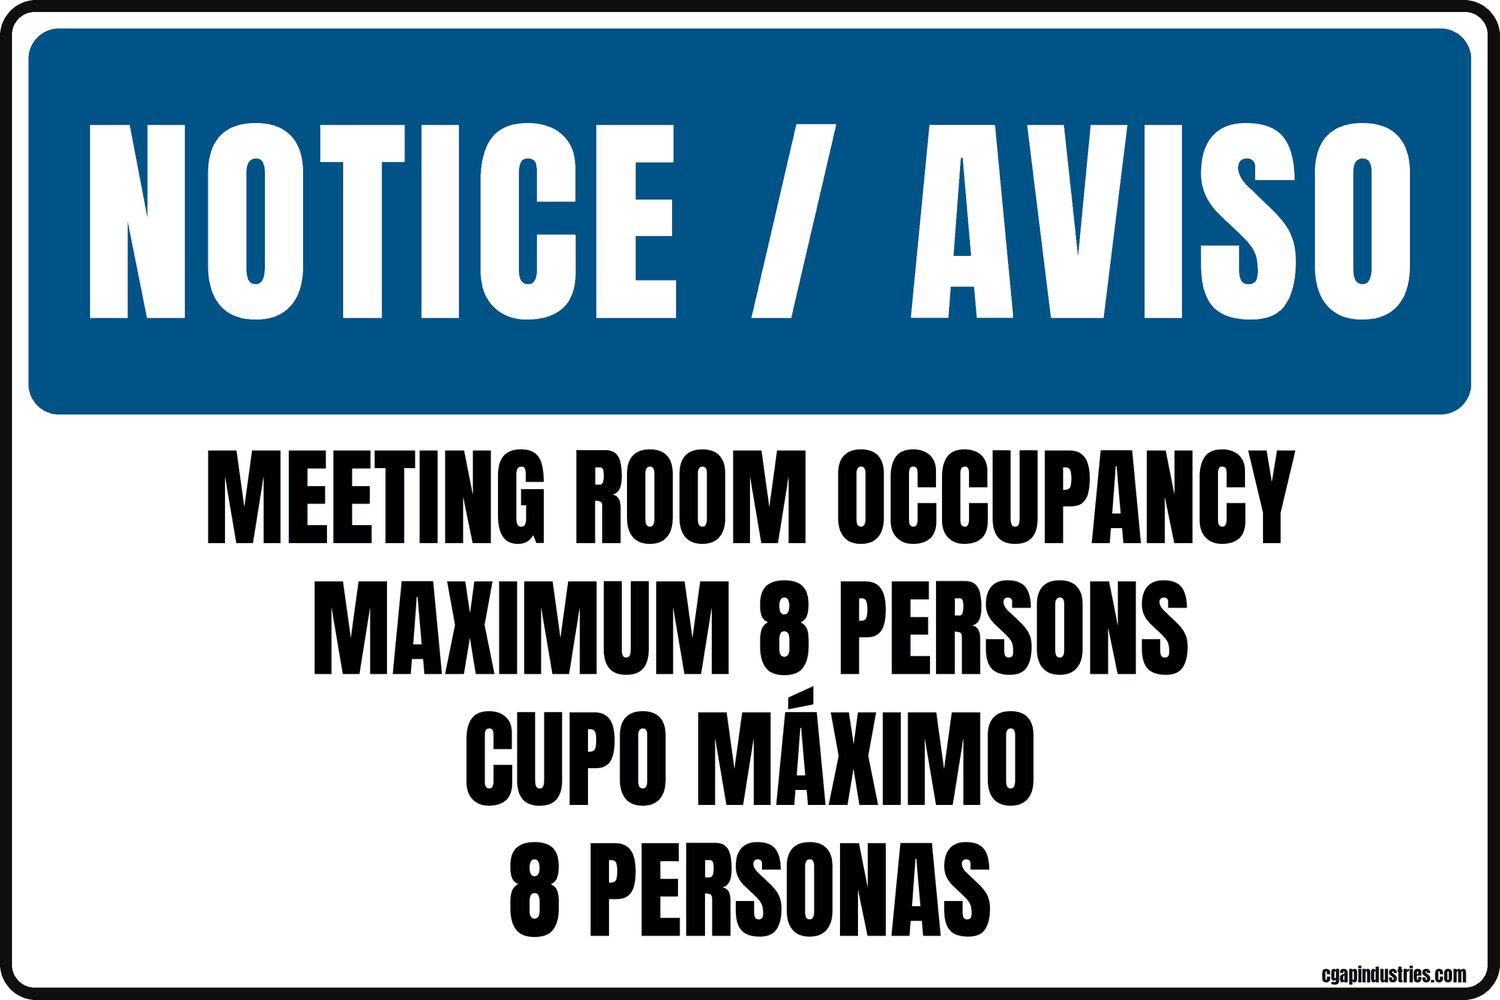 NOTICE / AVISO
MEETING ROOM OCCUPANCY
MAXIMUM 8 PERSONS
CUPO MÁXIMO
8 PERSONAS
cgapindustries.com